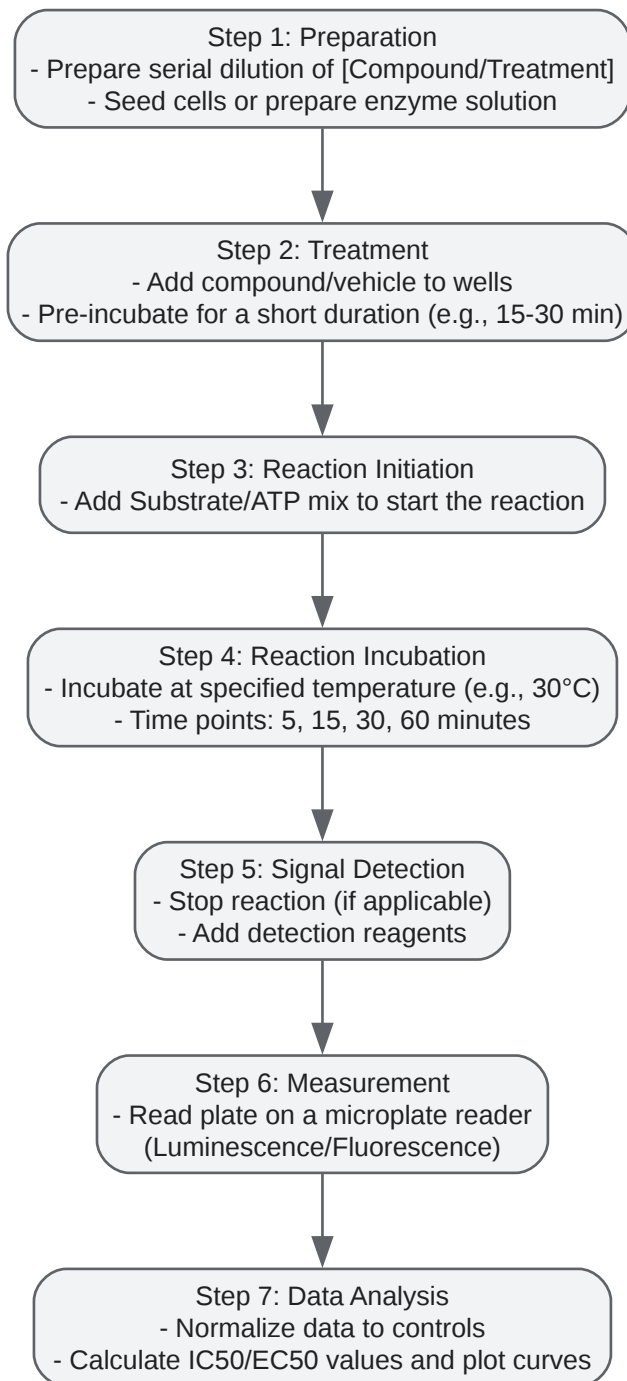 Step 1: Preparation
- Prepare serial dilution of [Compound/Treatment]
- Seed cells or prepare enzyme solution
Step 2: Treatment
- Add compound/vehicle to wells
- Pre-incubate for a short duration (e.g., 15-30 min)
Step 3: Reaction Initiation
- Add Substrate/ATP mix to start the reaction
Step 4: Reaction Incubation
- Incubate at specified temperature (e.g., 30°C)
- Time points: 5, 15, 30, 60 minutes
Step 5: Signal Detection
- Stop reaction (if applicable)
- Add detection reagents
Step 6: Measurement
- Read plate on a microplate reader
(Luminescence/Fluorescence)
Step 7: Data Analysis
- Normalize data to controls
- Calculate IC50/EC50 values and plot curves